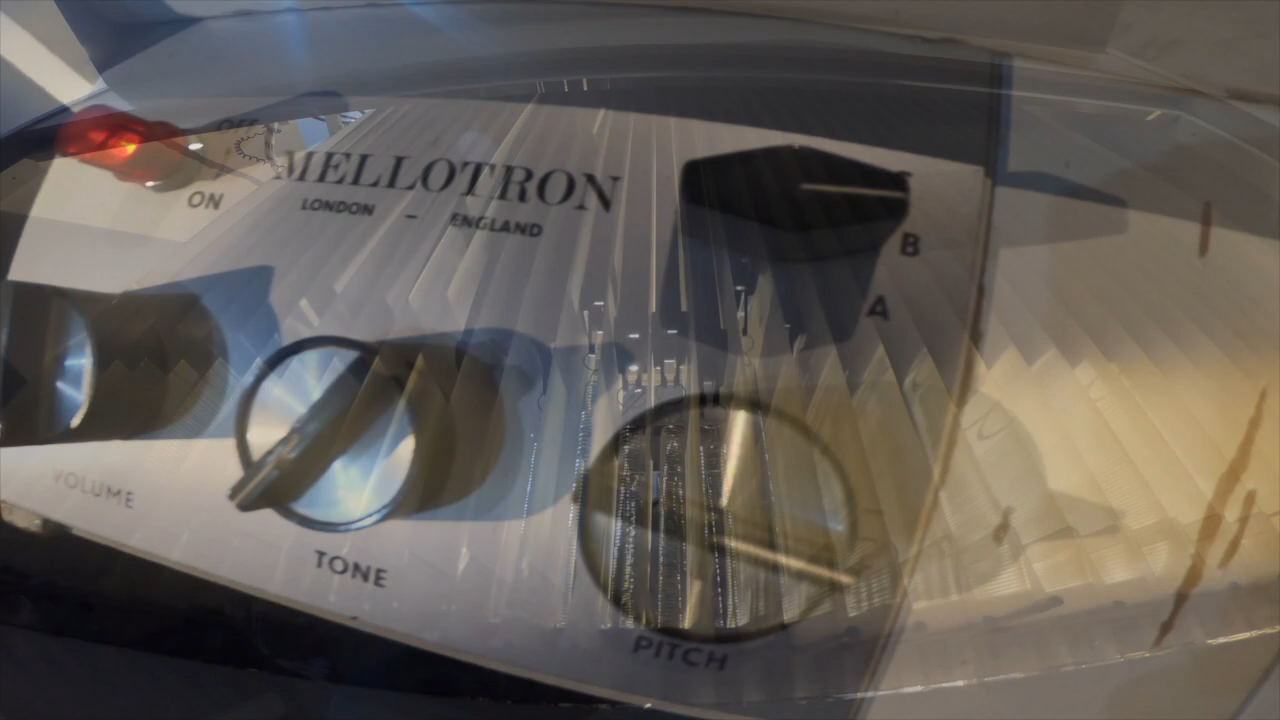 OFF
ON
MELLOTRON
LONDON - ENGLAND
B
A
VOLUME
TONE
PITCH